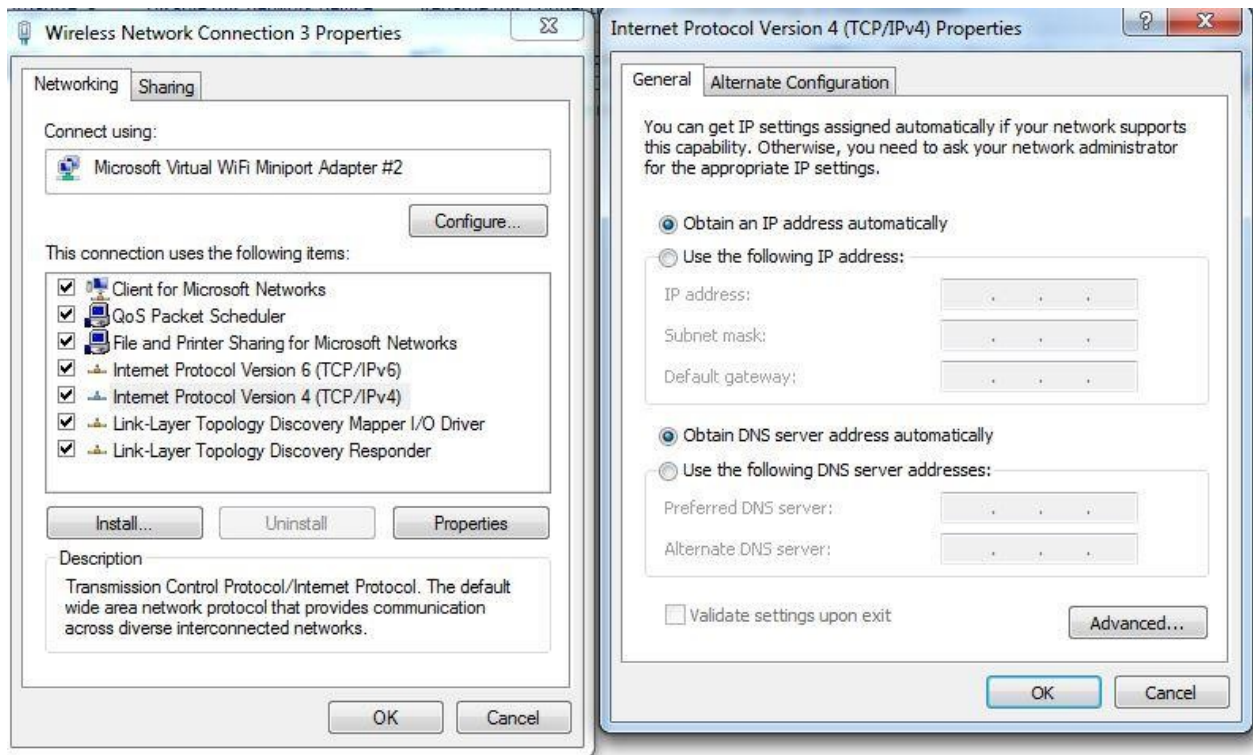 Wireless Network Connection 3 Properties
Networking
Sharing
Connect using:
Microsoft Virtual WiFi Miniport Adapter #2
Configure...
This connection uses the following items:
Client for Microsoft Networks
QoS Packet Scheduler
File and Printer Sharing for Microsoft Networks
Internet Protocol Version 6 (TCP/IPv6)
Internet Protocol Version 4 (TCP/IPv4)
Link-Layer Topology Discovery Mapper I/O Driver
Link-Layer Topology Discovery Responder
Install...
Uninstall
Properties
Description
Transmission Control Protocol/Internet Protocol. The default
wide area network protocol that provides communication
across diverse interconnected networks.
OK
Cancel
Internet Protocol Version 4 (TCP/IPv4) Properties
General
Alternate Configuration
You can get IP settings assigned automatically if your network supports
this capability. Otherwise, you need to ask your network administrator
for the appropriate IP settings.
Obtain an IP address automatically
Use the following IP address:
IP address:
Subnet mask:
Default gateway:
Obtain DNS server address automatically
Use the following DNS server addresses:
Preferred DNS server:
Alternate DNS server:
Validate settings upon exit
Advanced...
OK
Cancel